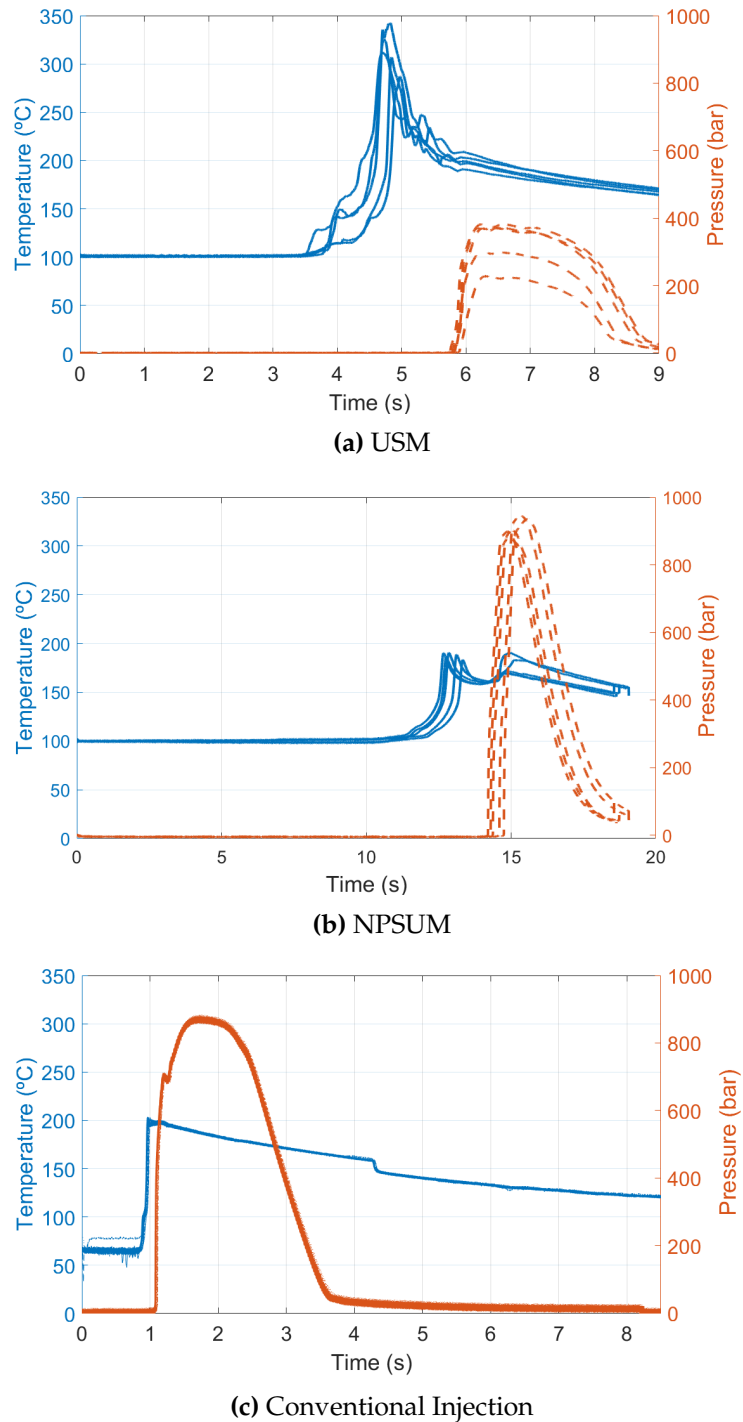 350
300
250
200
150
100
50
0
Temperature (ºC)
1000
800
600
400
200
0
Pressure (bar)
0 1 2 3 4 5 6 7 8 9
Time (s)
(a) USM
350
300
250
200
150
100
50
0
Temperature (ºC)
1000
800
600
400
200
0
Pressure (bar)
0 5 10 15 20
Time (s)
(b) NPSUM
350
300
250
200
150
100
50
0
Temperature (ºC)
1000
800
600
400
200
0
Pressure (bar)
0 1 2 3 4 5 6 7 8
Time (s)
(c) Conventional Injection